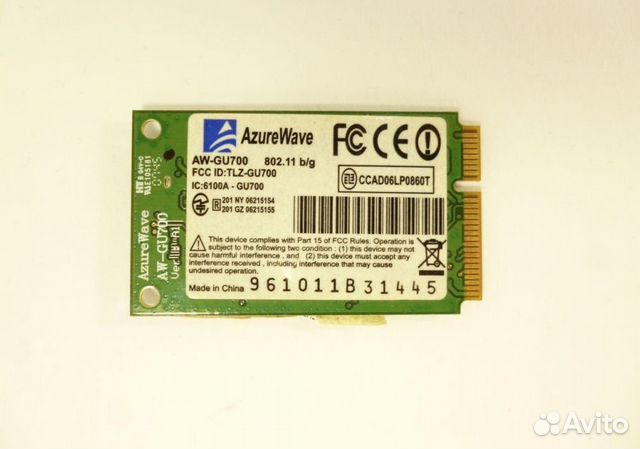 AzureWave
AW-GU700 802.11 b/g
FCC ID:TLZ-GU700
IC:6100A - GU700
R 201 NY 06215154
201 GZ 06215155
FC CE
CCAD06LP0860T
This device complies with Part 15 of FCC Rules. Operation is
subject to the following two condition : (1) this device may not
cause harmful interference , and (2) this device must accept
any interference received, including interference that may
cause undesired operation.
Made in China
961011B31445
AzureWave
AW-GU700
Avito